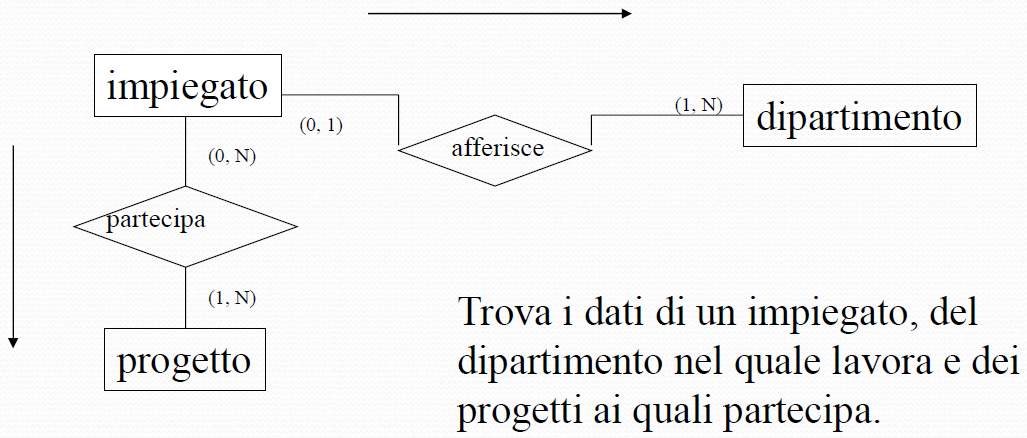 impiegato
(0, 1)
(1, N)
dipartimento
afferisce
(0, N)
partecipa
(1, N)
progetto
Trova i dati di un impiegato, del
dipartimento nel quale lavora e dei
progetti ai quali partecipa.